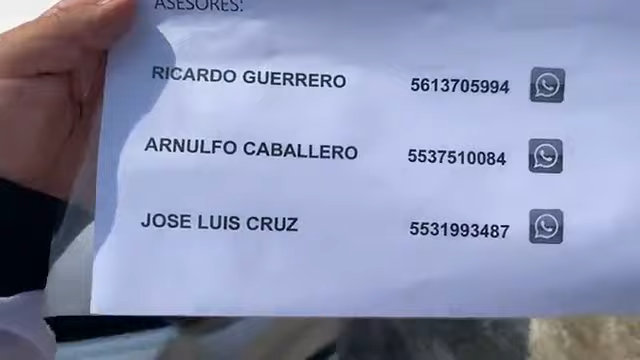 ASESORES:
RICARDO GUERRERO 5613705994
ARNULFO CABALLERO 5537510084
JOSE LUIS CRUZ 5531993487